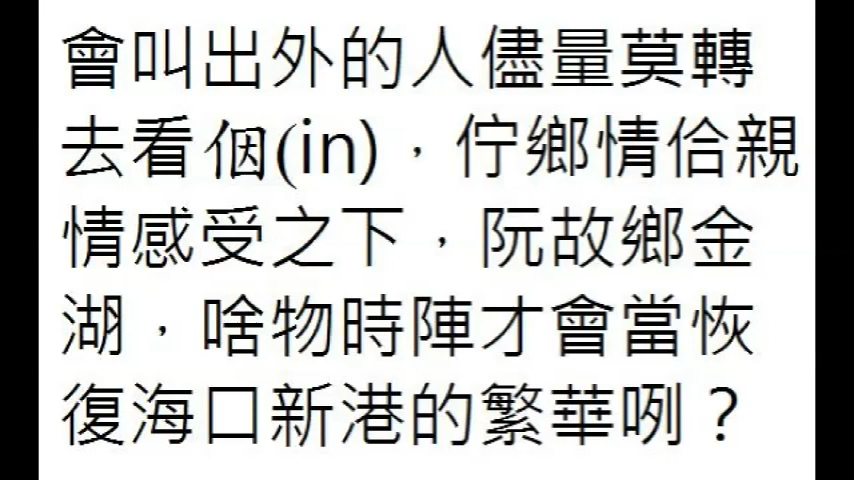 會叫出外的人儘量莫轉
去看𪜶(in)，佇鄉情佮親
情感受之下，阮故鄉金
湖，啥物時陣才會當恢
復海口新港的繁華咧？